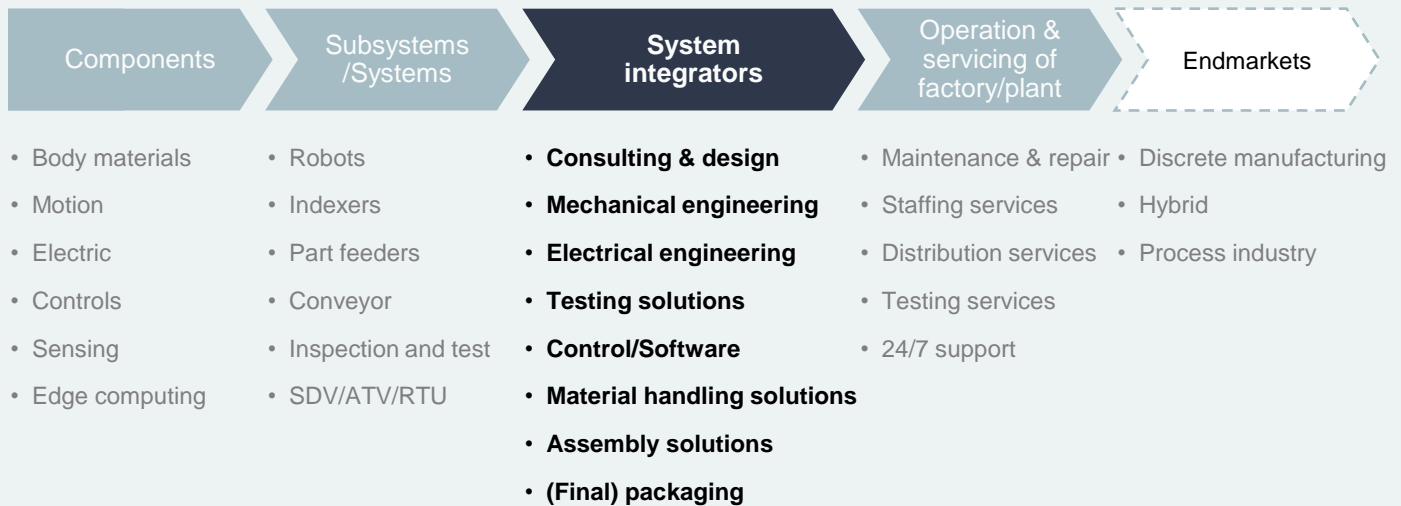 Components
Subsystems
/Systems
System
integrators
Operation &
servicing of
factory/plant
Endmarkets
• Body materials
• Motion
• Electric
• Controls
• Sensing
• Edge computing
• Robots
• Indexers
• Part feeders
• Conveyor
• Inspection and test
• SDV/ATV/RTU
• Consulting & design
• Mechanical engineering
• Electrical engineering
• Testing solutions
• Control/Software
• Material handling solutions
• Assembly solutions
• (Final) packaging
• Maintenance & repair
• Staffing services
• Distribution services
• Testing services
• 24/7 support
• Discrete manufacturing
• Hybrid
• Process industry